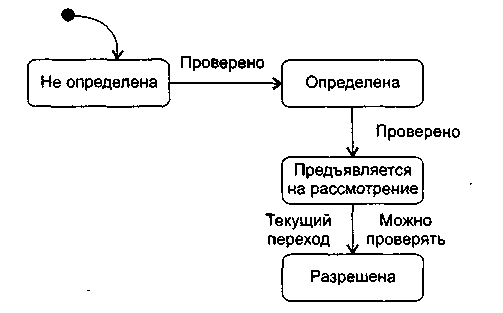 Проверено
Не определена
Определена
Проверено
Предъявляется
на рассмотрение
Текущий
переход
Можно
проверять
Разрешена